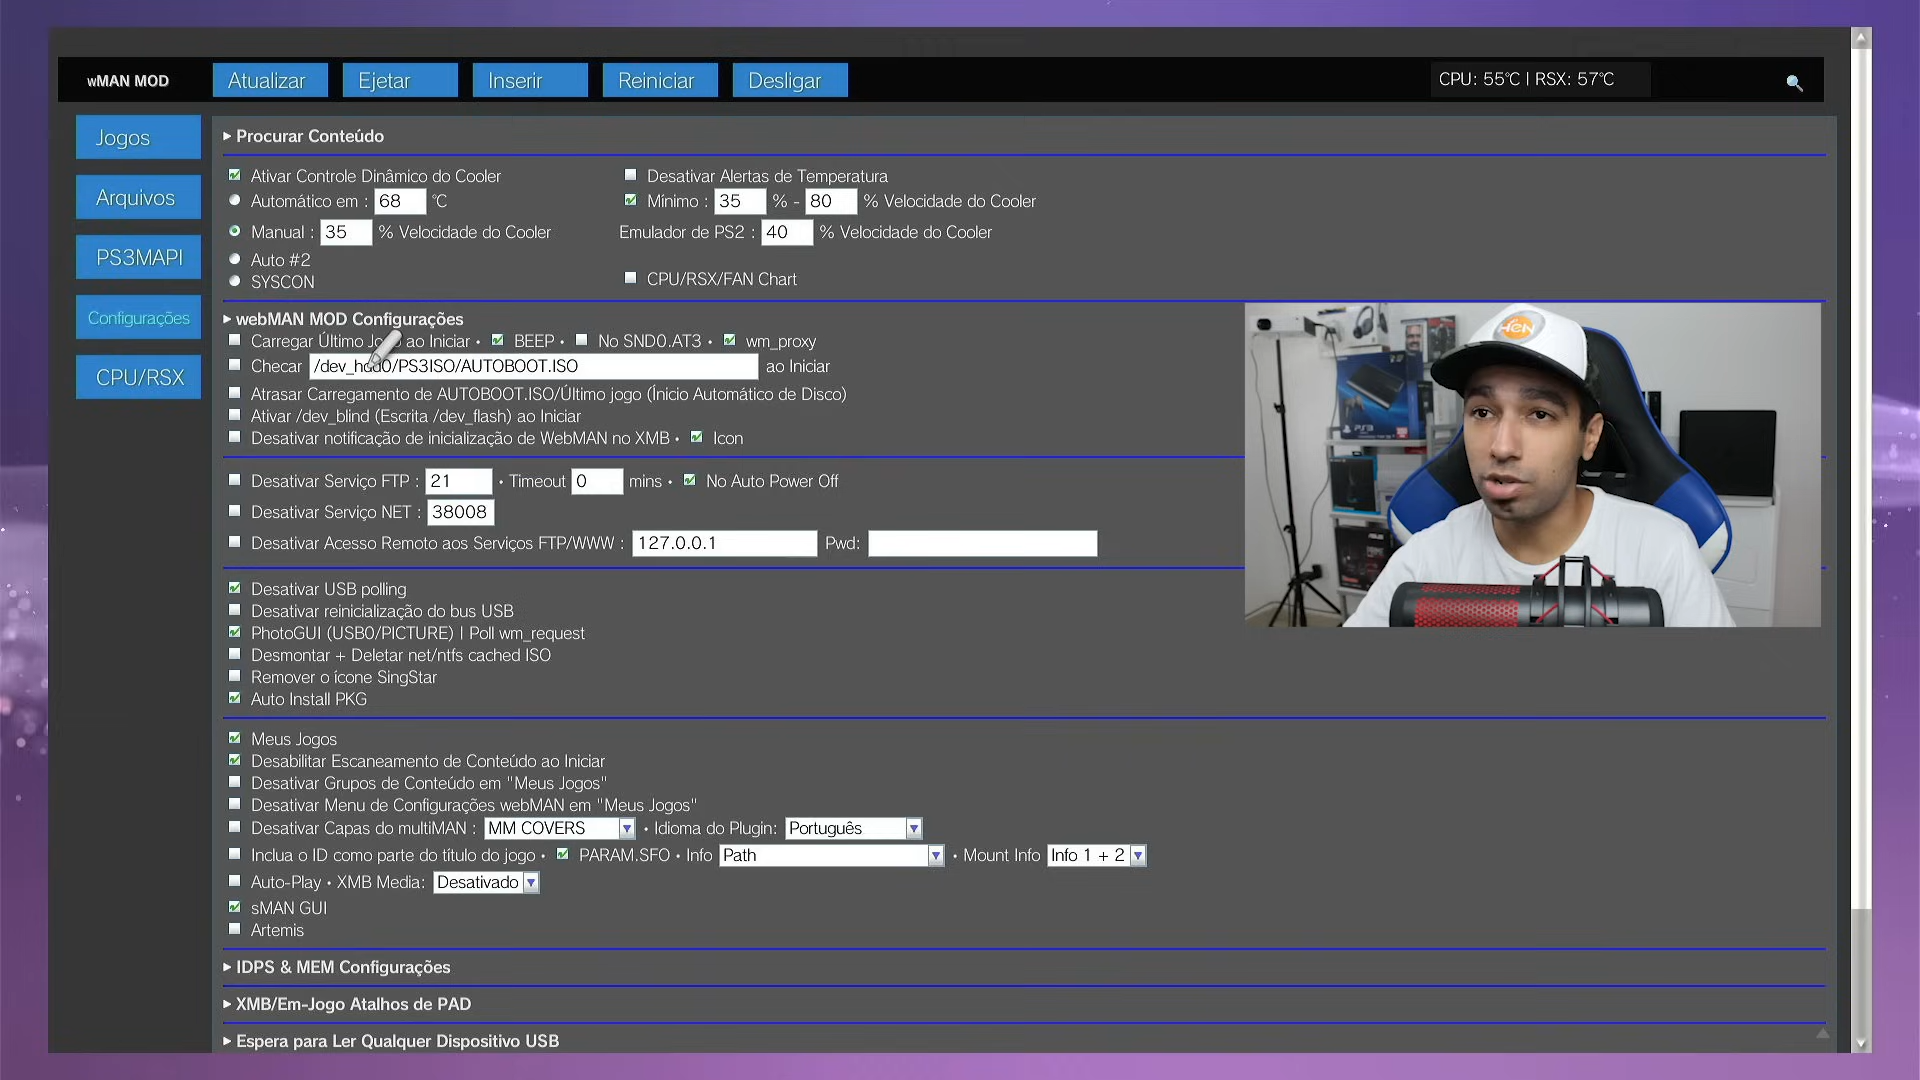 wMAN MOD Atualizar Ejetar Inserir Reiniciar Desligar CPU: 55°C | RSX: 57°C
Jogos
Arquivos
PS3MAPI
Configurações
CPU/RSX
Procurar Conteúdo
Ativar Controle Dinâmico do Cooler Desativar Alertas de Temperatura
Automático em : 68 °C Mínimo : 35 % - 80 % Velocidade do Cooler
Manual : 35 % Velocidade do Cooler Emulador de PS2 : 40 % Velocidade do Cooler
Auto #2
SYSCON CPU/RSX/FAN Chart
webMAN MOD Configurações
Carregar Último Jogo ao Iniciar • BEEP • No SND0.AT3 • wm_proxy
Checar /dev_hdd0/PS3ISO/AUTOBOOT.ISO ao Iniciar
Atrasar Carregamento de AUTOBOOT.ISO/Último jogo (Ínicio Automático de Disco)
Ativar /dev_blind (Escrita /dev_flash) ao Iniciar
Desativar notificação de inicialização de WebMAN no XMB • Icon
Desativar Serviço FTP : 21 • Timeout 0 mins • No Auto Power Off
Desativar Serviço NET : 38008
Desativar Acesso Remoto aos Serviços FTP/WWW : 127.0.0.1 Pwd:
Desativar USB polling
Desativar reinicialização do bus USB
PhotoGUI (USB0/PICTURE) | Poll wm_request
Desmontar + Deletar net/ntfs cached ISO
Remover o ícone SingStar
Auto Install PKG
Meus Jogos
Desabilitar Escaneamento de Conteúdo ao Iniciar
Desativar Grupos de Conteúdo em "Meus Jogos"
Desativar Menu de Configurações webMAN em "Meus Jogos"
Desativar Capas do multiMAN : MM COVERS • Idioma do Plugin: Português
Inclua o ID como parte do título do jogo • PARAM.SFO • Info Path • Mount Info Info 1 + 2
Auto-Play • XMB Media: Desativado
sMAN GUI
Artemis
IDPS & MEM Configurações
XMB/Em-Jogo Atalhos de PAD
Espera para Ler Qualquer Dispositivo USB
HEN
PS3